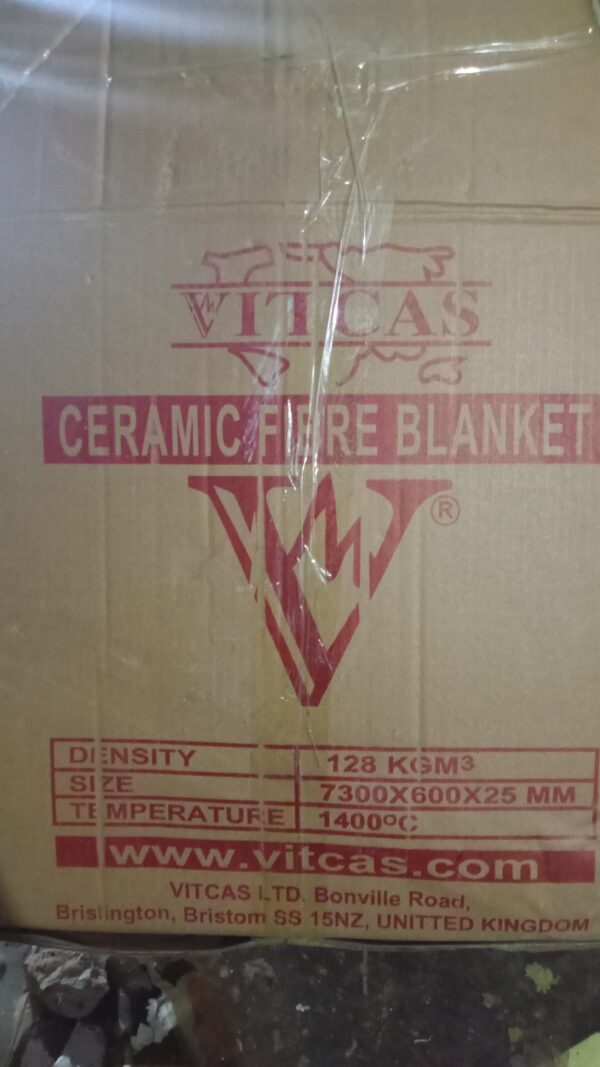 VITCAS
CERAMIC FIBRE BLANKET
®
DENSITY 128 KGM3
SIZE 7300X600X25 MM
TEMPERATURE 1400ºC
www.vitcas.com
VITCAS LTD. Bonville Road,
Brislington, Bristom SS 15NZ, UNITTED KINGDOM